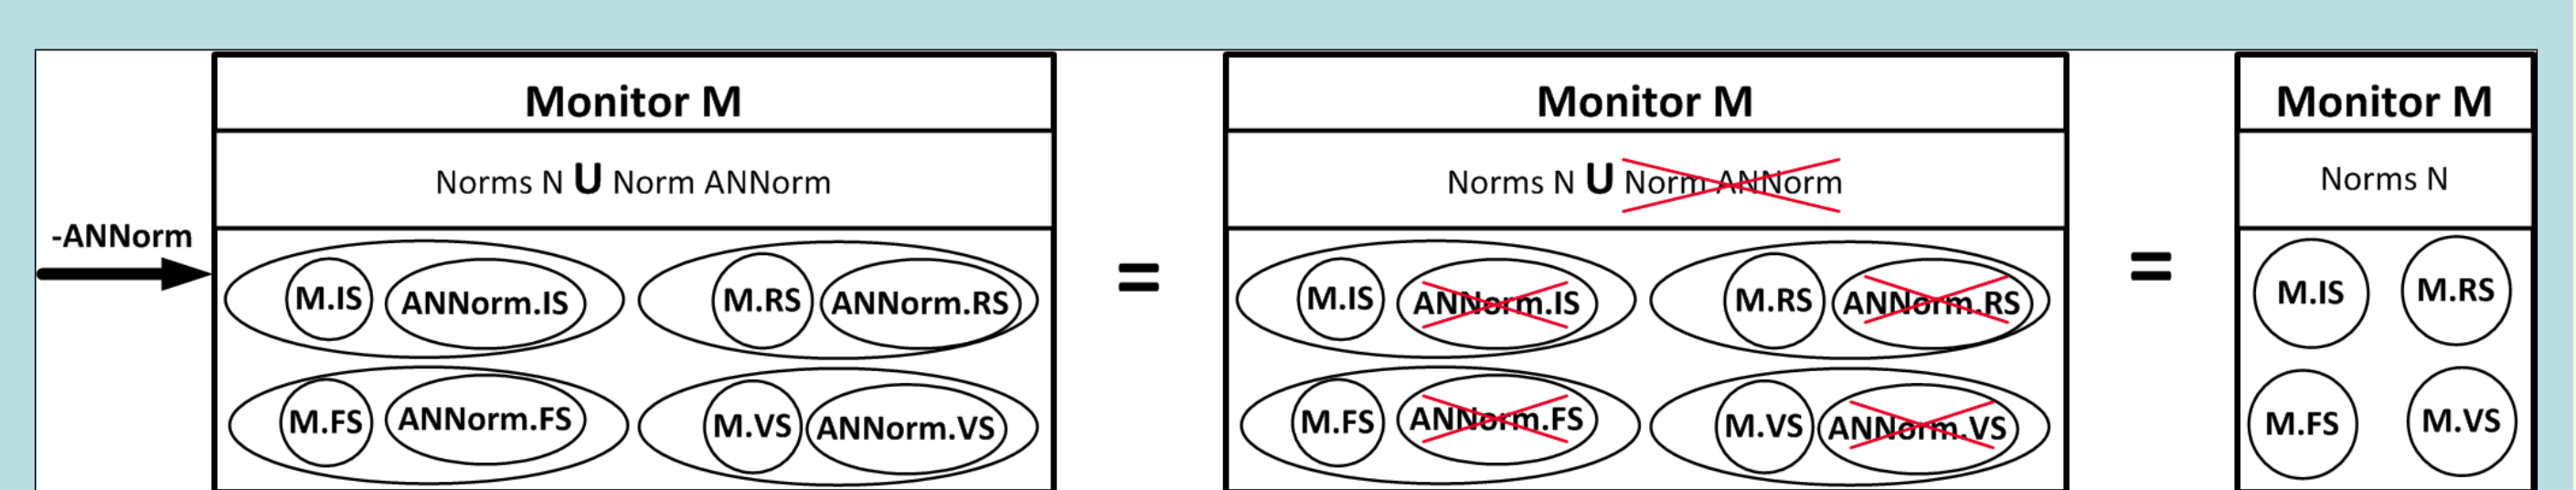 -ANNorm
Monitor M
Norms N U Norm ANNorm
M.IS ANNorm.IS M.RS ANNorm.RS
M.FS ANNorm.FS M.VS ANNorm.VS
=
Monitor M
Norms N U Norm ANNorm
M.IS ANNorm.IS M.RS ANNorm.RS
M.FS ANNorm.FS M.VS ANNorm.VS
=
Monitor M
Norms N
M.IS M.RS
M.FS M.VS